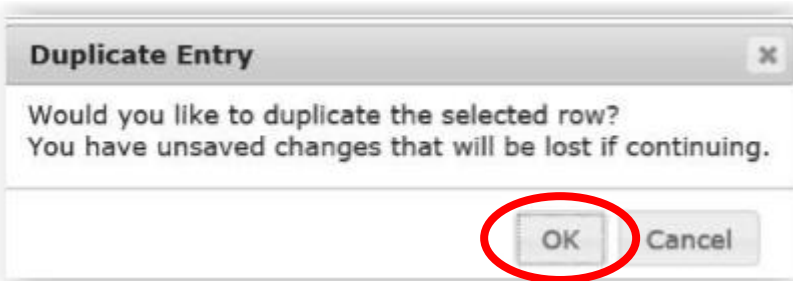 Duplicate Entry
Would you like to duplicate the selected row?
You have unsaved changes that will be lost if continuing.
OK Cancel